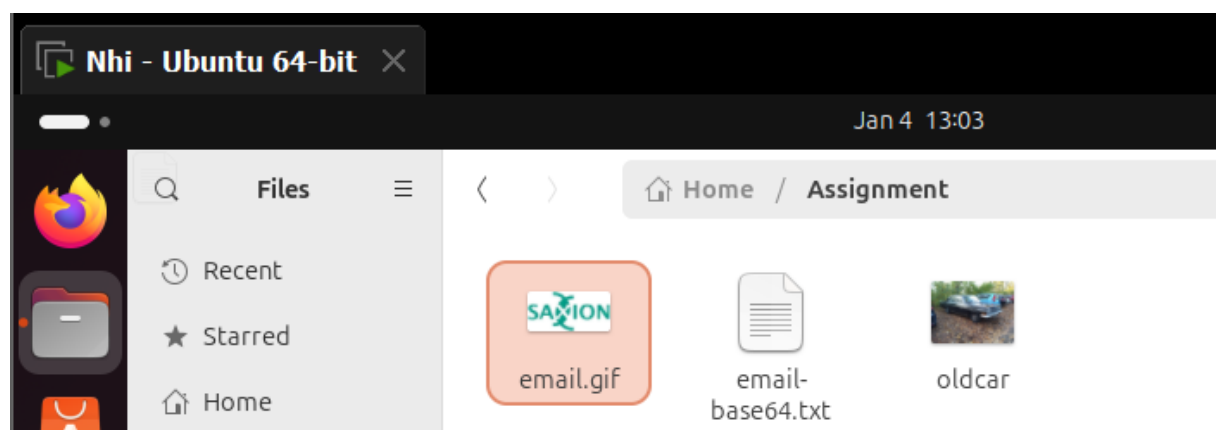 Nhi - Ubuntu 64-bit
Jan 4 13:03
Files
Home / Assignment
Recent
Starred
Home
SAXION
email.gif
email-
base64.txt
oldcar